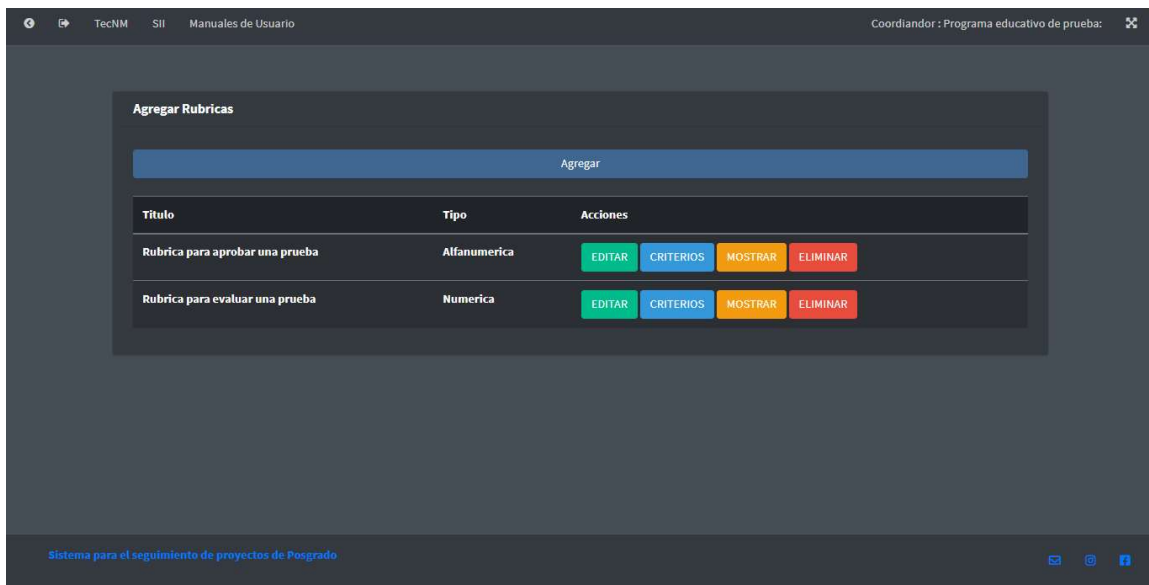 TecNM SII Manuales de Usuario Coordiandor : Programa educativo de prueba:
Agregar Rubricas
Agregar
Titulo Tipo Acciones
Rubrica para aprobar una prueba Alfanumerica EDITAR CRITERIOS MOSTRAR ELIMINAR
Rubrica para evaluar una prueba Numerica EDITAR CRITERIOS MOSTRAR ELIMINAR
Sistema para el seguimiento de proyectos de Posgrado